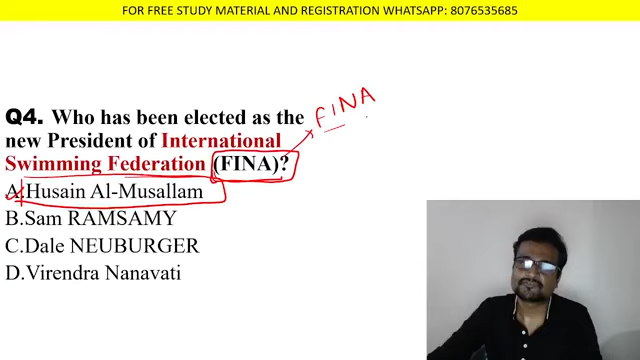 FOR FREE STUDY MATERIAL AND REGISTRATION WHATSAPP: 8076535685
FINA
Q4. Who has been elected as the
new President of International
Swimming Federation (FINA)?
A.Husain Al-Musallam
B.Sam RAMSAMY
C.Dale NEUBURGER
D.Virendra Nanavati